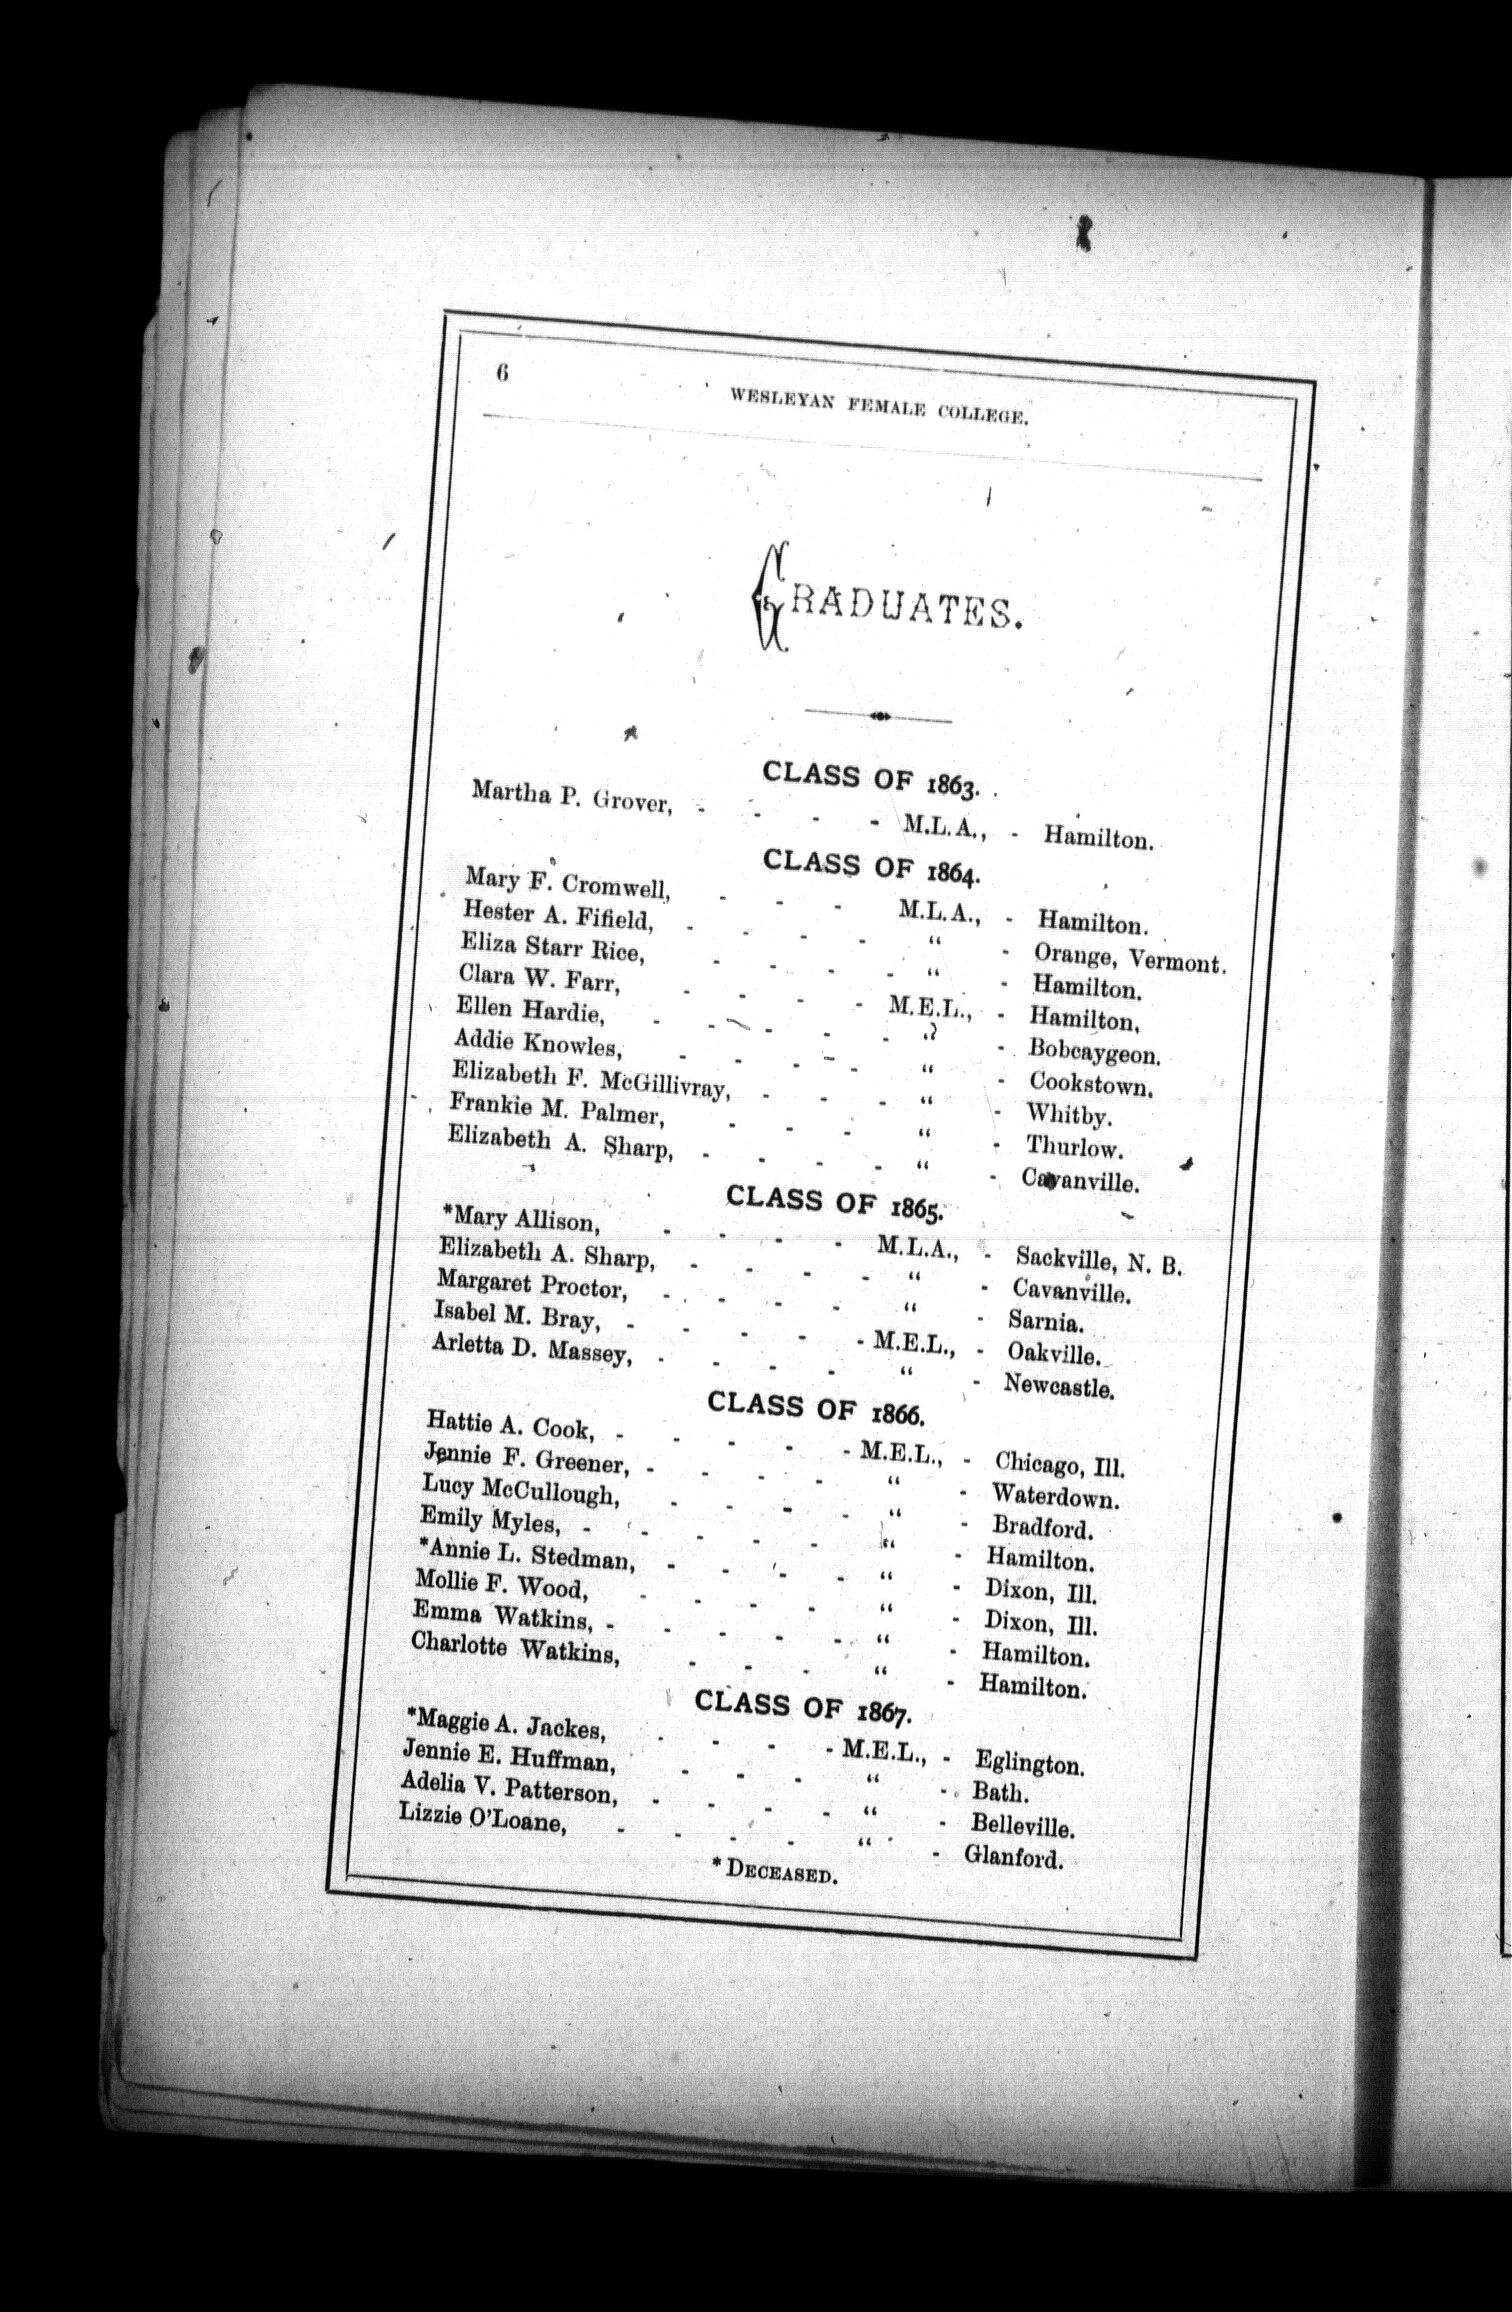 6
WESLEYAN FEMALE COLLEGE.
GRADUATES.
CLASS OF 1863.
Martha P. Grover, - - - - M.L.A., - Hamilton.
CLASS OF 1864.
Mary F. Cromwell, - - - M.L.A., - Hamilton.
Hester A. Fifield, - - - - “ - Orange, Vermont.
Eliza Starr Rice, - - - - “ - Hamilton.
Clara W. Farr, - - - - M.E.L., - Hamilton.
Ellen Hardie, - - - - - “ - Bobcaygeon.
Addie Knowles, - - - - “ - Cookstown.
Elizabeth F. McGillivray, - - - “ - Whitby.
Frankie M. Palmer, - - - “ - Thurlow.
Elizabeth A. Sharp, - - - - “ - Cavanville.
CLASS OF 1865.
*Mary Allison, - - - - M.L.A., - Sackville, N. B.
Elizabeth A. Sharp, - - - - “ - Cavanville.
Margaret Proctor, - - - - “ - Sarnia.
Isabel M. Bray, - - - - - M.E.L., - Oakville.
Arletta D. Massey, - - - - “ - Newcastle.
CLASS OF 1866.
Hattie A. Cook, - - - - - M.E.L., - Chicago, Ill.
Jennie F. Greener, - - - - “ - Waterdown.
Lucy McCullough, - - - - “ - Bradford.
Emily Myles, - - - - “ - Hamilton.
*Annie L. Stedman, - - - - “ - Dixon, Ill.
Mollie F. Wood, - - - - “ - Dixon, Ill.
Emma Watkins, - - - - - “ - Hamilton.
Charlotte Watkins, - - - “ - Hamilton.
CLASS OF 1867.
*Maggie A. Jackes, - - - - M.E.L., - Eglington.
Jennie E. Huffman, - - - “ - Bath.
Adelia V. Patterson, - - - - “ - Belleville.
Lizzie O’Loane, - - - - “ - Glanford.
* DECEASED.